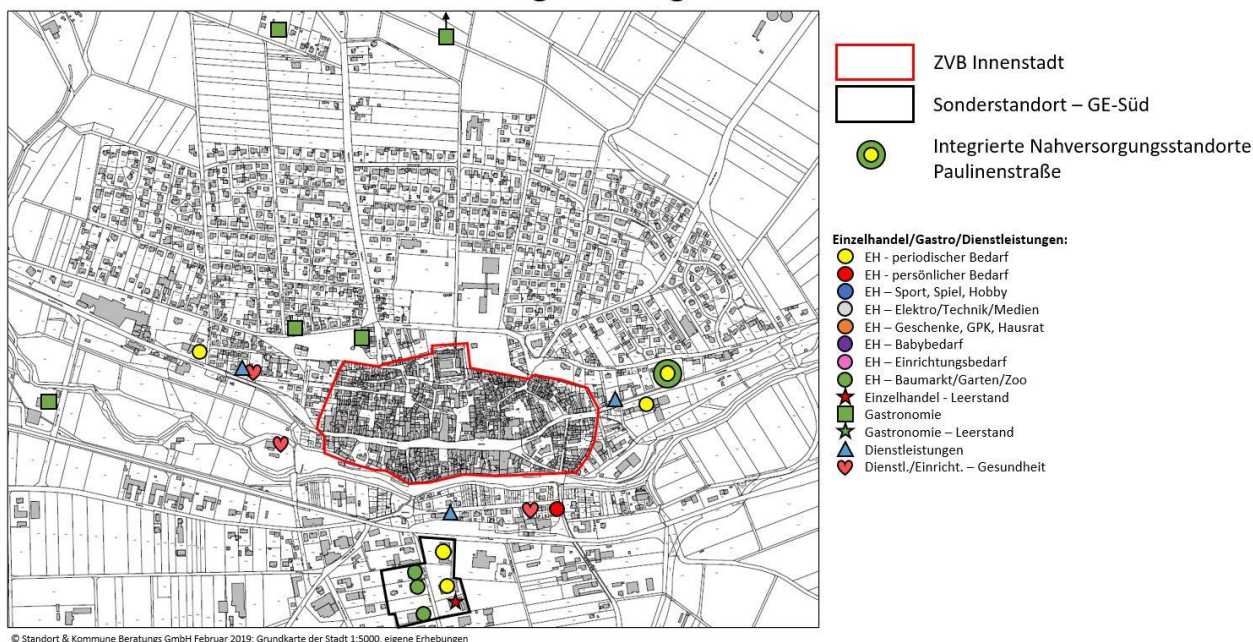 ZVB Innenstadt
Sonderstandort – GE-Süd
Integrierte Nahversorgungsstandorte
Paulinenstraße
Einzelhandel/Gastro/Dienstleistungen:
EH - periodischer Bedarf
EH - persönlicher Bedarf
EH – Sport, Spiel, Hobby
EH – Elektro/Technik/Medien
EH – Geschenke, GPK, Hausrat
EH – Babybedarf
EH – Einrichtungsbedarf
EH – Baumarkt/Garten/Zoo
Einzelhandel - Leerstand
Gastronomie
Gastronomie – Leerstand
Dienstleistungen
Dienstl./Einricht. – Gesundheit
© Standort & Kommune Beratungs GmbH Februar 2019; Grundkarte der Stadt 1:5000, eigene Erhebungen